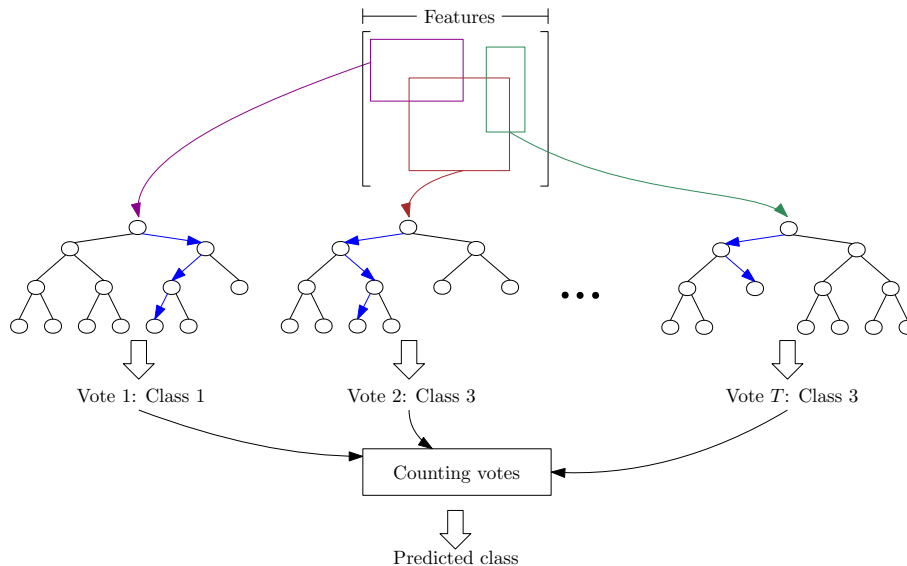 Features
Vote 1: Class 1
Vote 2: Class 3
Vote T: Class 3
Counting votes
Predicted class